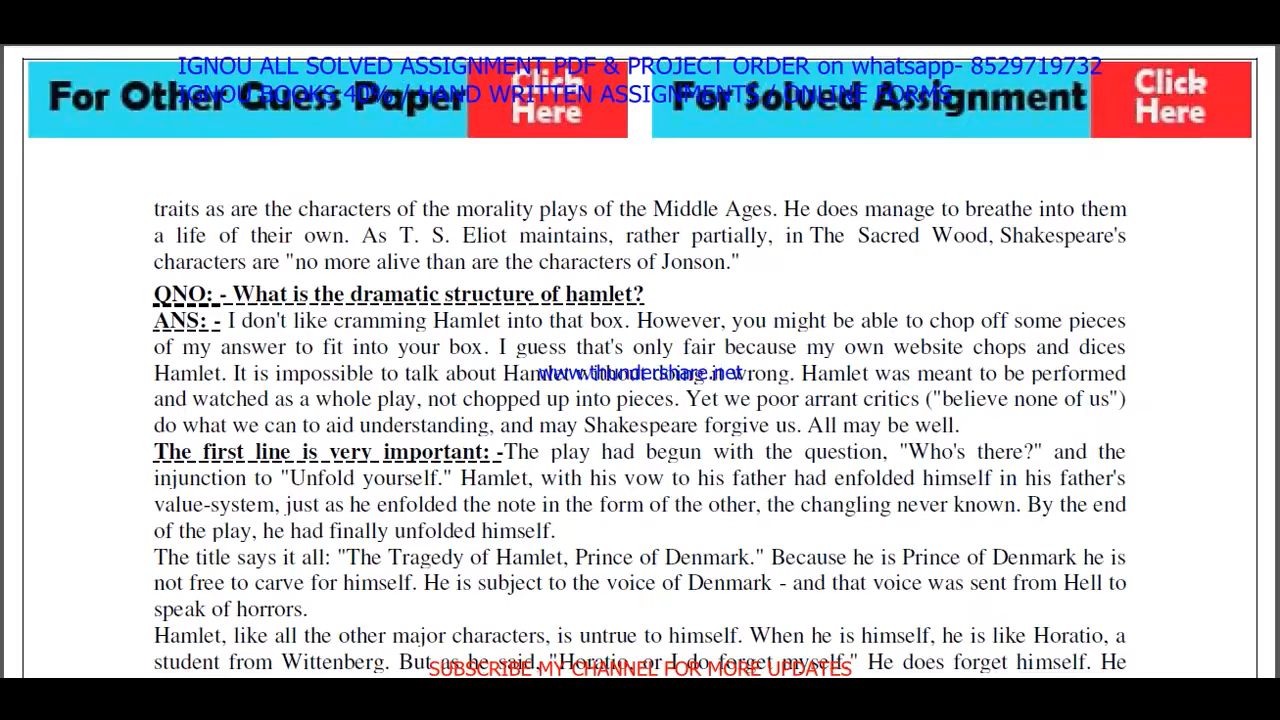 IGNOU ALL SOLVED ASSIGNMENT PDF & PROJECT ORDER on whatsapp- 8529719732
IGNOU BOOKS 40% / HAND WRITTEN ASSIGNMENTS / ONLINE FORMS
For Other Guess Paper
Click
Here
For Solved Assignment
Click
Here
traits as are the characters of the morality plays of the Middle Ages. He does manage to breathe into them
a life of their own. As T. S. Eliot maintains, rather partially, in The Sacred Wood, Shakespeare's
characters are "no more alive than are the characters of Jonson."
QNO: - What is the dramatic structure of hamlet?
ANS: - I don't like cramming Hamlet into that box. However, you might be able to chop off some pieces
of my answer to fit into your box. I guess that's only fair because my own website chops and dices
Hamlet. It is impossible to talk about Hamlet without doing it wrong. Hamlet was meant to be performed
www.thundershare.net
and watched as a whole play, not chopped up into pieces. Yet we poor arrant critics ("believe none of us")
do what we can to aid understanding, and may Shakespeare forgive us. All may be well.
The first line is very important: -The play had begun with the question, "Who's there?" and the
injunction to "Unfold yourself." Hamlet, with his vow to his father had enfolded himself in his father's
value-system, just as he enfolded the note in the form of the other, the changling never known. By the end
of the play, he had finally unfolded himself.
The title says it all: "The Tragedy of Hamlet, Prince of Denmark." Because he is Prince of Denmark he is
not free to carve for himself. He is subject to the voice of Denmark - and that voice was sent from Hell to
speak of horrors.
Hamlet, like all the other major characters, is untrue to himself. When he is himself, he is like Horatio, a
student from Wittenberg. But as he said, "Horatio, or I do forget myself." He does forget himself. He
SUBSCRIBE MY CHANNEL FOR MORE UPDATES